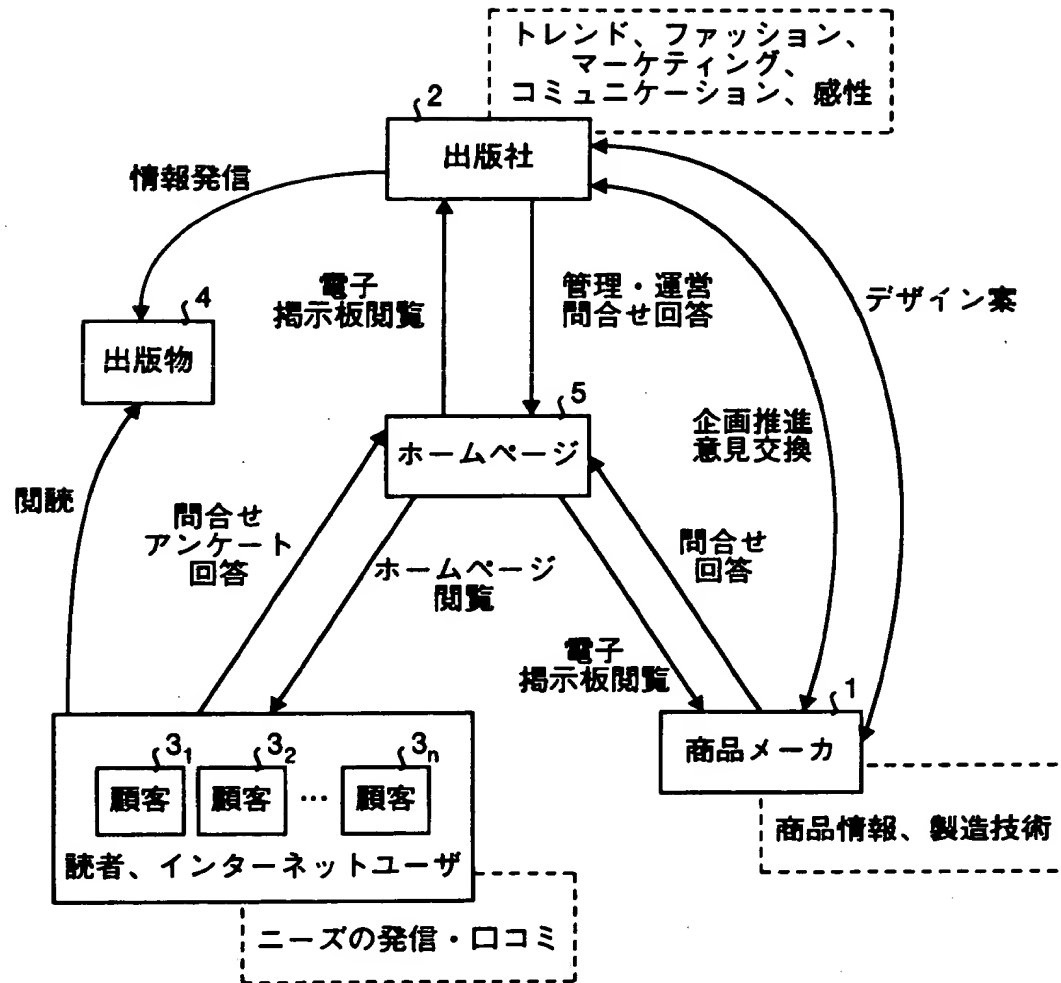 トレンド、ファッション、
マーケティング、
コミュニケーション、感性
2
出版社
情報発信
電子
掲示板閲覧
管理・運営
問合せ回答
デザイン案
4
出版物
5
ホームページ
企画推進
意見交換
閲読
問合せ
アンケート
回答
ホームページ
閲覧
問合せ
回答
電子
掲示板閲覧
1
商品メーカ
3₁
3₂
3ₙ
顧客
顧客
…
顧客
読者、インターネットユーザ
商品情報、製造技術
ニーズの発信・口コミ